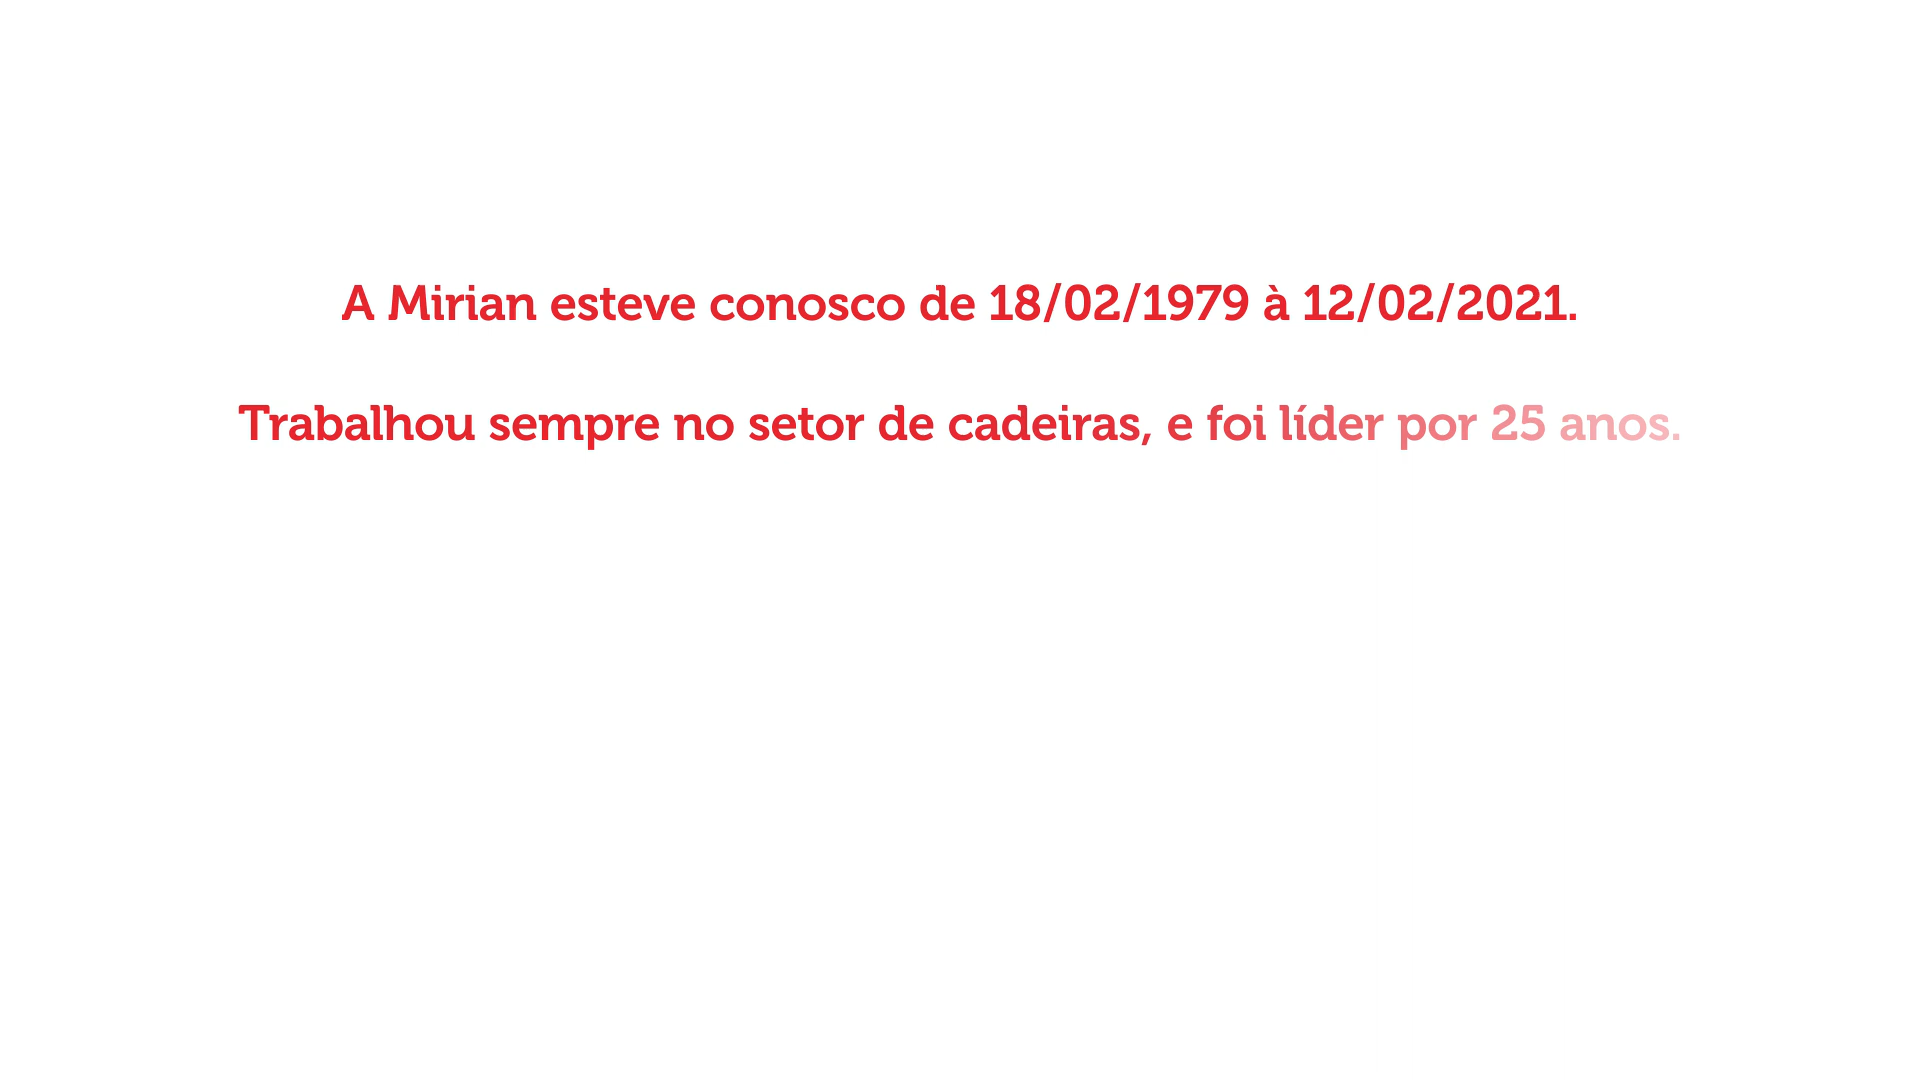 A Mirian esteve conosco de 18/02/1979 à 12/02/2021.
Trabalhou sempre no setor de cadeiras, e foi líder por 25 anos.